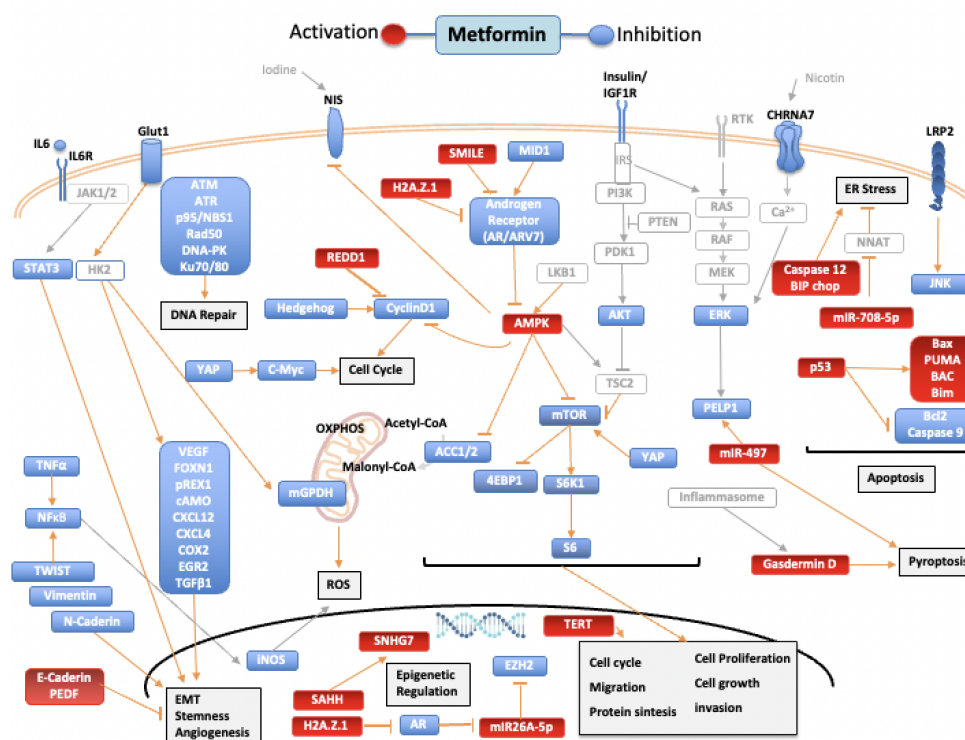 Activation
Metformin
Inhibition
Iodine
NIS
Insulin/
IGF1R
Nicotin
RTK
CHRNA7
LRP2
IL6
IL6R
Glut1
JAK1/2
SMILE
MID1
IRS
ER Stress
ATM
ATR
p95/NBS1
Rad50
DNA-PK
Ku70/80
H2A.Z.1
Androgen
Receptor
(AR/ARV7)
PI3K
PTEN
RAS
Ca2+
RAF
NNAT
STAT3
HK2
REDD1
LKB1
PDK1
MEK
Caspase 12
BIP chop
JNK
DNA Repair
Hedgehog
CyclinD1
AMPK
AKT
ERK
mIR-708-5p
YAP
C-Myc
Cell Cycle
TSC2
p53
Bax
PUMA
BAC
Bim
OXPHOS
Acetyl-CoA
mTOR
PELP1
Bcl2
Caspase 9
VEGF
FOXN1
pREX1
cAMO
CXCL12
CXCL4
COX2
EGR2
TGFβ1
Malonyl-CoA
ACC1/2
YAP
mIR-497
TNFα
mGPDH
4EBP1
S6K1
Apoptosis
Inflammasome
NFκB
S6
TWIST
ROS
Gasdermin D
Pyroptosis
Vimentin
N-Caderin
SNHG7
TERT
iNOS
EZH2
E-Caderin
PEDF
Epigenetic
Regulation
Cell cycle
Cell Proliferation
Migration
Cell growth
Protein sintesis
invasion
SAHH
EMT
Stemness
Angiogenesis
H2A.Z.1
AR
mIR26A-5p